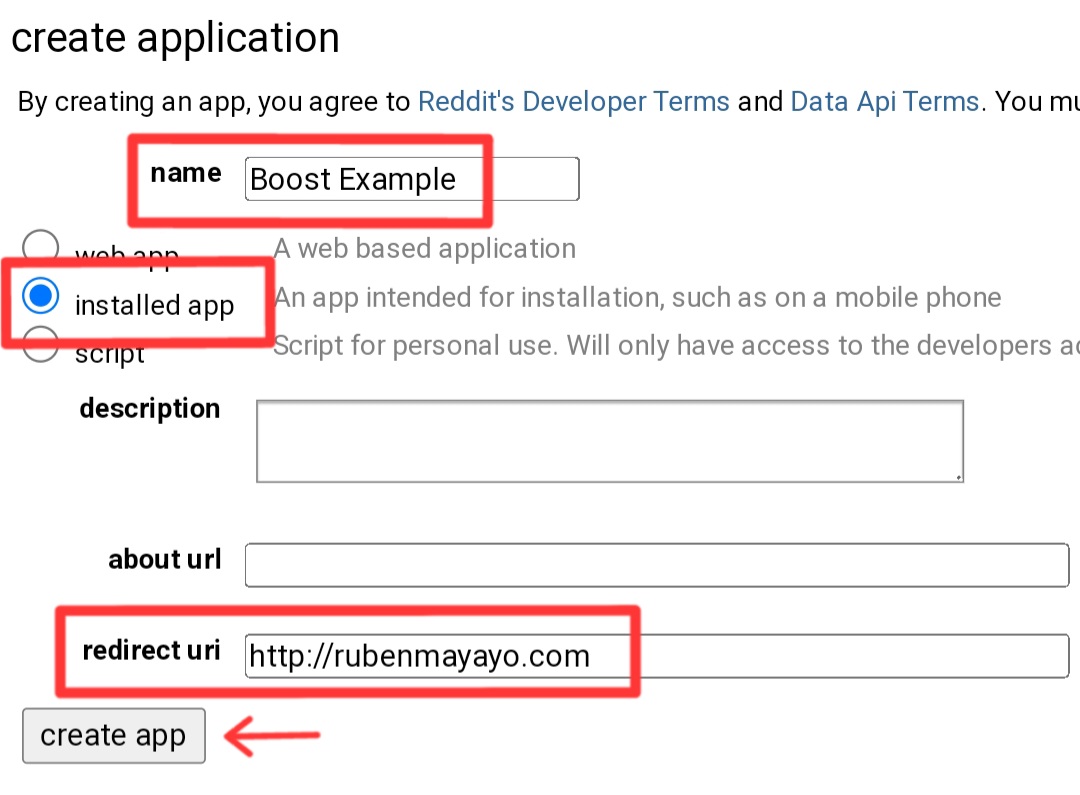 create application
By creating an app, you agree to Reddit's Developer Terms and Data Api Terms. You
name Boost Example
web app A web based application
installed app An app intended for installation, such as on a mobile phone
script Script for personal use. Will only have access to the developers
description
about url
redirect uri http://rubenmayayo.com
create app